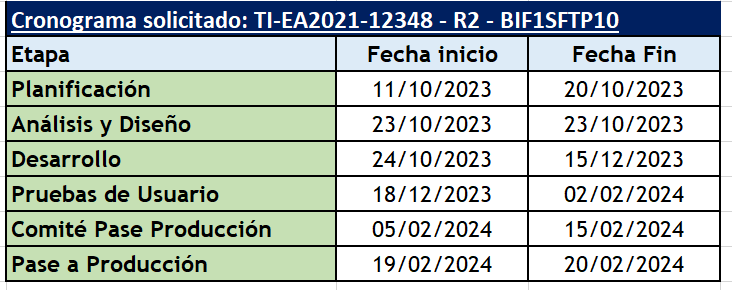 Cronograma solicitado: TI-EA2021-12348 - R2 - BIF1SFTP10
Etapa Fecha inicio Fecha Fin
Planificación 11/10/2023 20/10/2023
Análisis y Diseño 23/10/2023 23/10/2023
Desarrollo 24/10/2023 15/12/2023
Pruebas de Usuario 18/12/2023 02/02/2024
Comité Pase Producción 05/02/2024 15/02/2024
Pase a Producción 19/02/2024 20/02/2024